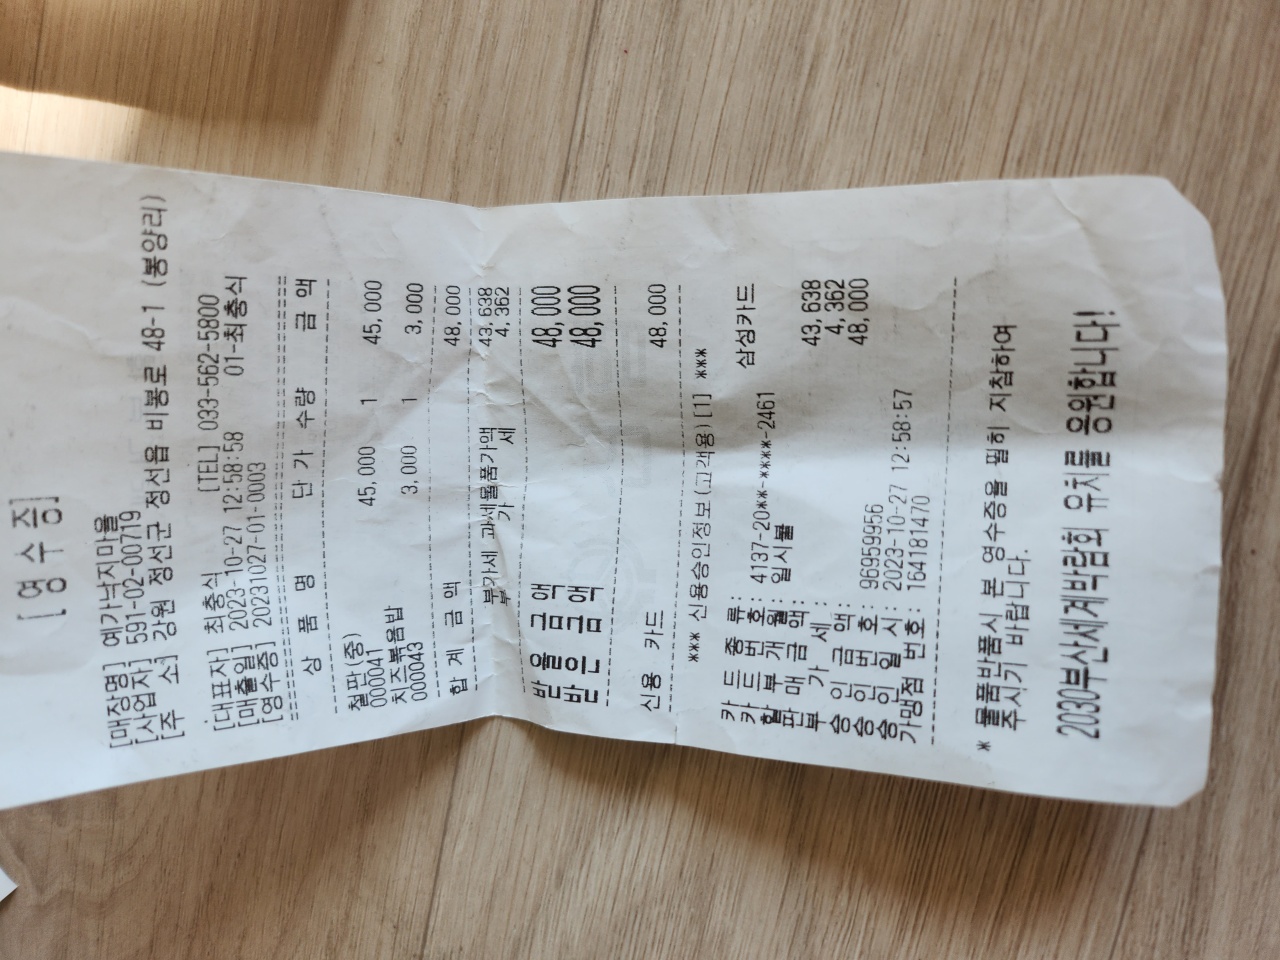 [영 수 증]
[매장명] 예가낙지마을
[사업자] 591-02-00719
[주 소] 강원 정선군 정선읍 비봉로 48-1 (봉양리)
[대표자] 최충식 [TEL] 033-562-5800
[매출일] 2023-10-27 12:58:58 01-최충식
[영수증] 20231027-01-0003
상 품 명 단 가 수량 금 액
철판(중)
000041 45,000 1 45,000
치즈볶음밥
000043 3,000 1 3,000
합 계 금 액 48,000
부가세 과세물품가액 43,638
부 가 세 4,362
받을금액 48,000
받은금액 48,000
신용 카드 48,000
*** 신용승인정보(고객용)[1] ***
카 드 종 류: 삼성카드
카 드 번 호: 4137-20**-****-2461
할 부 개 월: 일시불
판 매 금 액: 43,638
부 가 세: 4,362
승 인 금 액: 48,000
승 인 번 호: 96959956
승 인 일 시: 2023-10-27 12:58:57
가맹점 번호: 164181470
* 물품반품시 본 영수증을 필히 지참하여
주시기 바랍니다.
2030부산세계박람회 유치를 응원합니다!